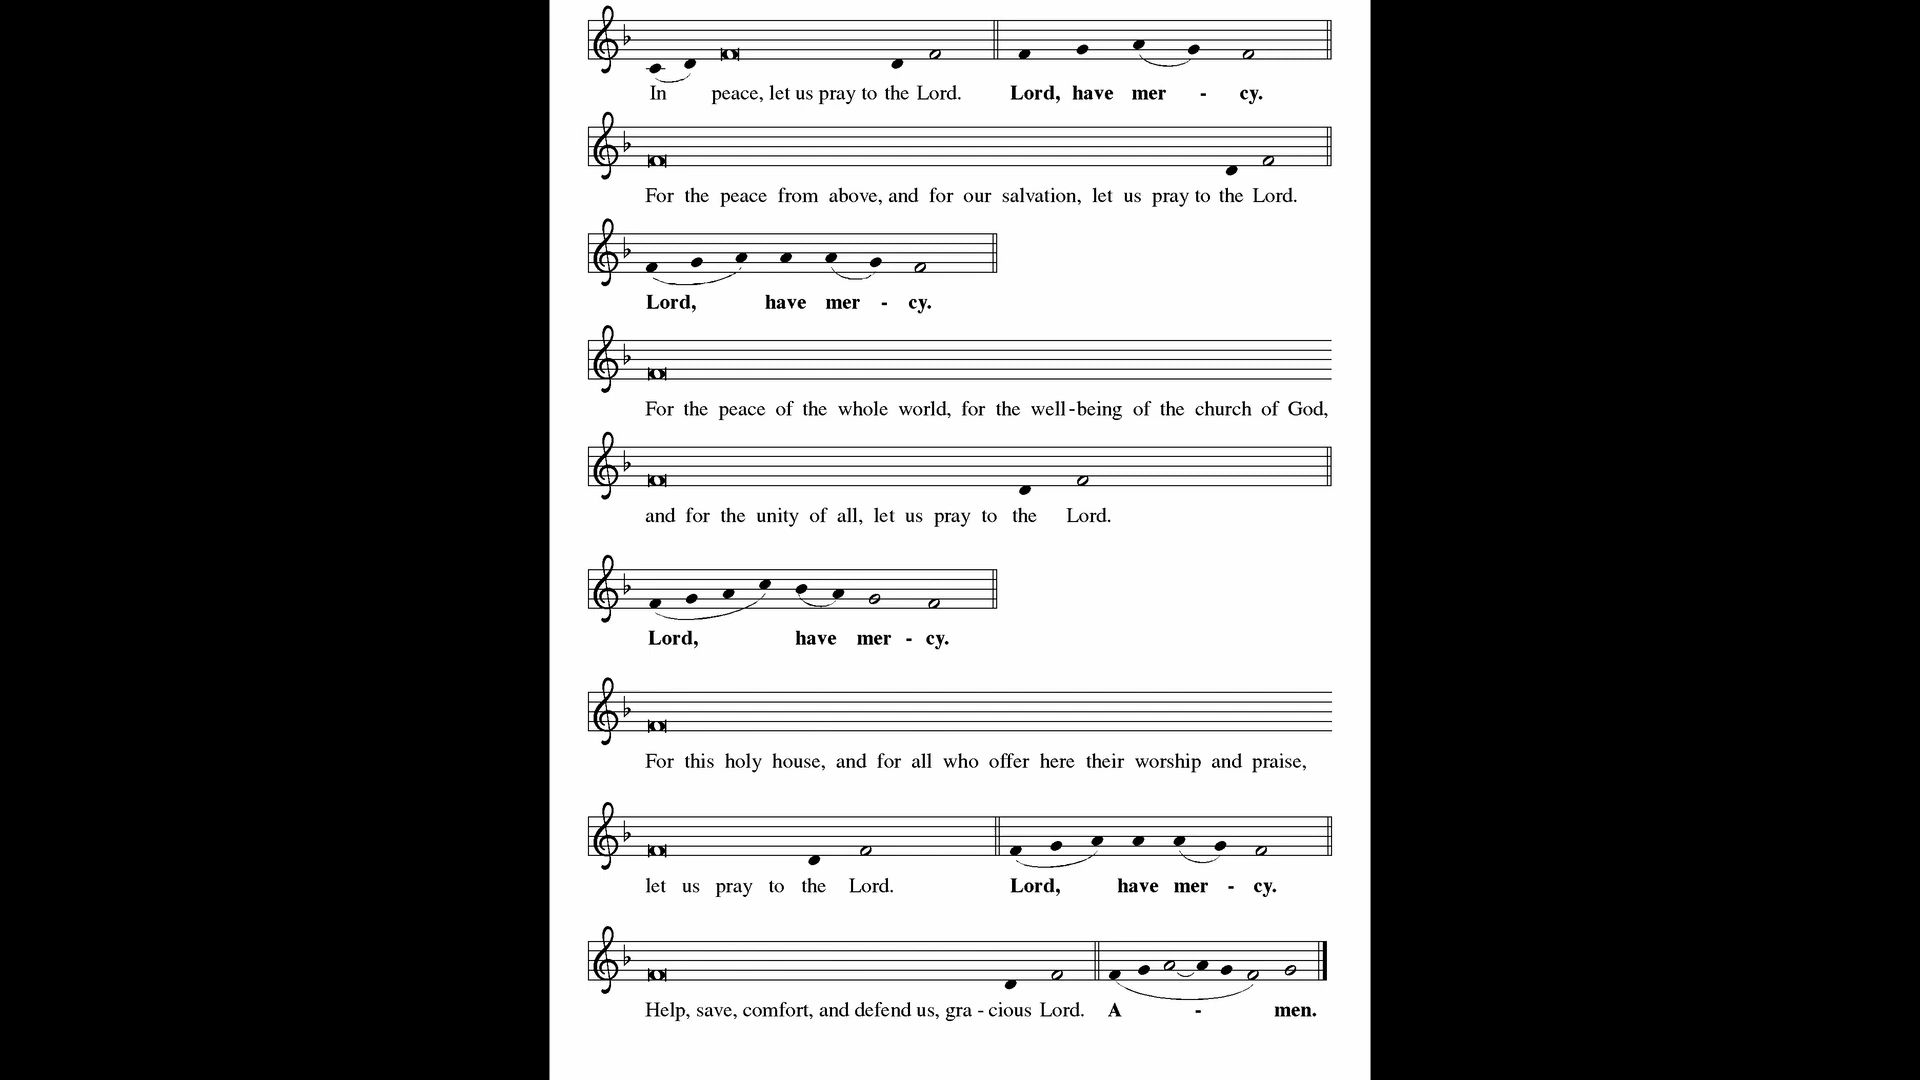 In peace, let us pray to the Lord. Lord, have mer - cy.
For the peace from above, and for our salvation, let us pray to the Lord.
Lord, have mer - cy.
For the peace of the whole world, for the well-being of the church of God,
and for the unity of all, let us pray to the Lord.
Lord, have mer - cy.
For this holy house, and for all who offer here their worship and praise,
let us pray to the Lord. Lord, have mer - cy.
Help, save, comfort, and defend us, gra - cious Lord. A - men.